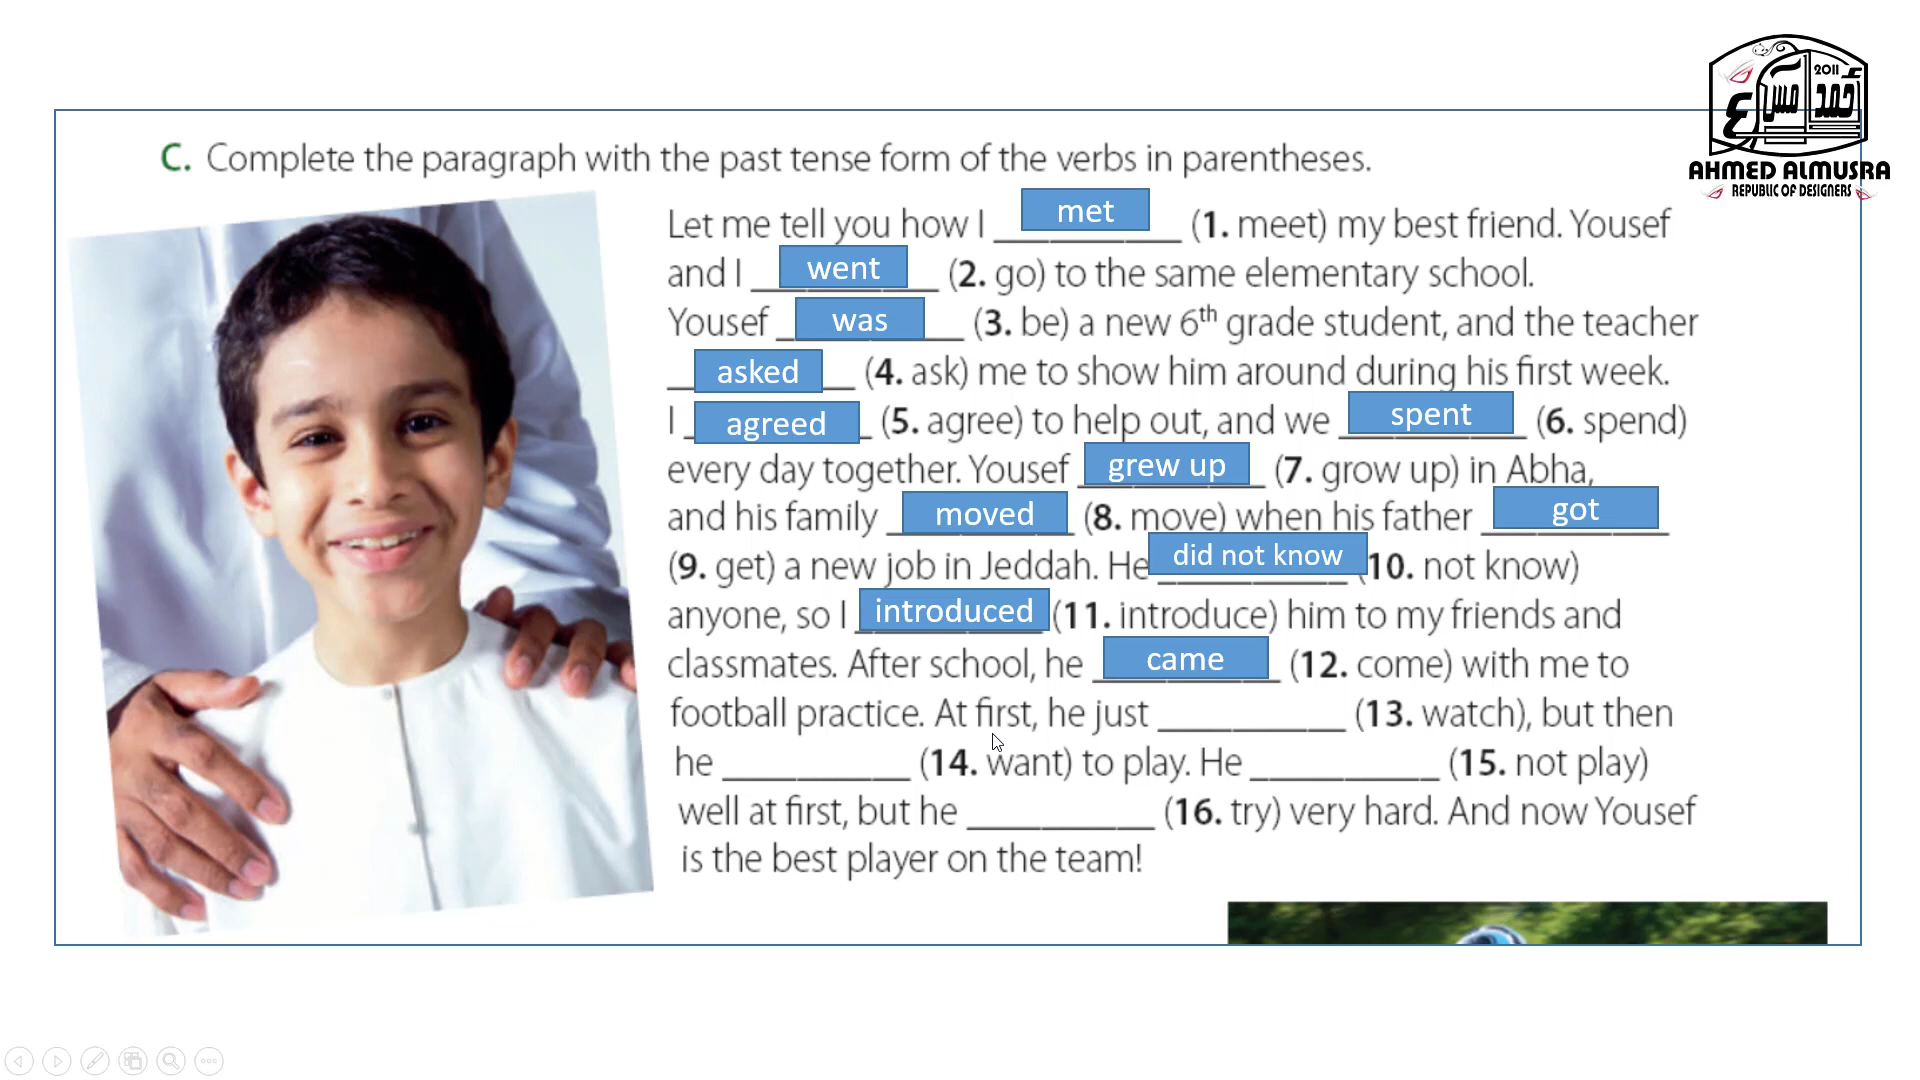 2011
أحمد
AHMED ALMUSRA
REPUBLIC OF DESIGNERS
C. Complete the paragraph with the past tense form of the verbs in parentheses.
Let me tell you how I met (1. meet) my best friend. Yousef
and I went (2. go) to the same elementary school.
Yousef was (3. be) a new 6th grade student, and the teacher
asked (4. ask) me to show him around during his first week.
I agreed (5. agree) to help out, and we spent (6. spend)
every day together. Yousef grew up (7. grow up) in Abha,
and his family moved (8. move) when his father got
(9. get) a new job in Jeddah. He did not know (10. not know)
anyone, so I introduced (11. introduce) him to my friends and
classmates. After school, he came (12. come) with me to
football practice. At first, he just __________ (13. watch), but then
he __________ (14. want) to play. He __________ (15. not play)
well at first, but he __________ (16. try) very hard. And now Yousef
is the best player on the team!